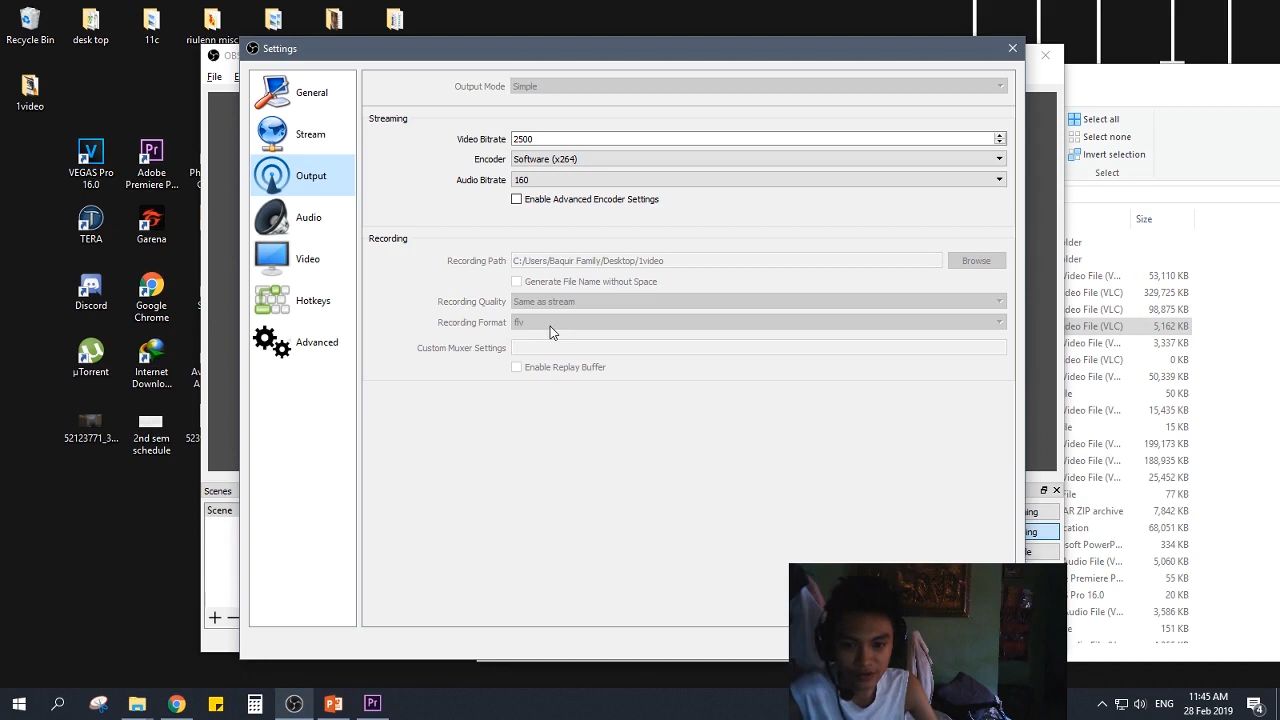 Recycle Bin
desk top
11c
riulenn misc...
1video
VEGAS Pro
16.0
Adobe
Premiere P...
TERA
Garena
Discord
Google
Chrome
µTorrent
Internet
Downlo...
52123771_3...
2nd sem
schedule
File
Settings
General
Stream
Output
Audio
Video
Hotkeys
Advanced
Output Mode
Simple
Streaming
Video Bitrate
2500
Encoder
Software (x264)
Audio Bitrate
160
Enable Advanced Encoder Settings
Recording
Recording Path
C:/Users/Baquir Family/Desktop/1video
Browse
Generate File Name without Space
Recording Quality
Same as stream
Recording Format
flv
Custom Muxer Settings
Enable Replay Buffer
Scenes
Scene
Select all
Select none
Invert selection
Select
Size
53,110 KB
329,725 KB
98,875 KB
5,162 KB
3,337 KB
0 KB
50,339 KB
50 KB
15,435 KB
15 KB
199,173 KB
188,935 KB
25,452 KB
77 KB
7,842 KB
68,051 KB
334 KB
5,060 KB
55 KB
20 KB
3,586 KB
151 KB
ENG
11:45 AM
28 Feb 2019
4